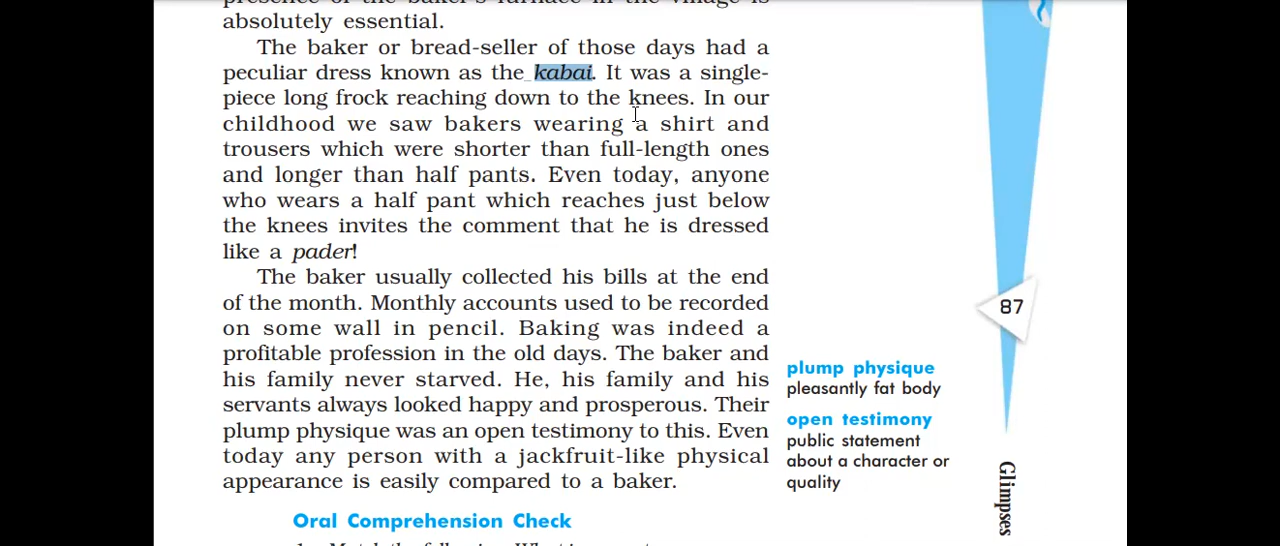 absolutely essential.
The baker or bread-seller of those days had a
peculiar dress known as the kabai. It was a single-
piece long frock reaching down to the knees. In our
childhood we saw bakers wearing a shirt and
trousers which were shorter than full-length ones
and longer than half pants. Even today, anyone
who wears a half pant which reaches just below
the knees invites the comment that he is dressed
like a pader!
The baker usually collected his bills at the end
of the month. Monthly accounts used to be recorded
on some wall in pencil. Baking was indeed a
profitable profession in the old days. The baker and
his family never starved. He, his family and his
servants always looked happy and prosperous. Their
plump physique was an open testimony to this. Even
today any person with a jackfruit-like physical
appearance is easily compared to a baker.
plump physique
pleasantly fat body
open testimony
public statement
about a character or
quality
87
Glimpses
Oral Comprehension Check